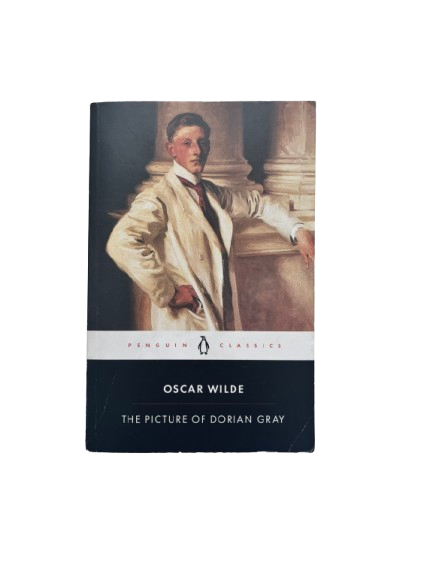 PENGUIN CLASSICS
OSCAR WILDE
THE PICTURE OF DORIAN GRAY